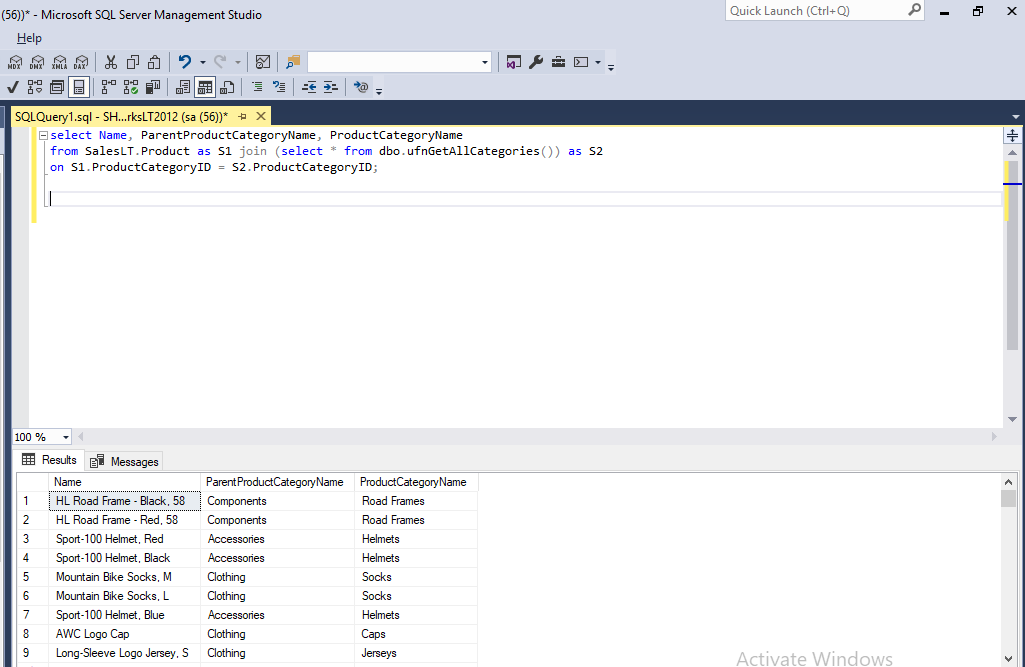 (56))* - Microsoft SQL Server Management Studio
Quick Launch (Ctrl+Q)
Help
MDX DMX XMLA DAX
SQLQuery1.sql - SH...rksLT2012 (sa (56))*
select Name, ParentProductCategoryName, ProductCategoryName
from SalesLT.Product as S1 join (select * from dbo.ufnGetAllCategories()) as S2
on S1.ProductCategoryID = S2.ProductCategoryID;
100 %
Results Messages
Name ParentProductCategoryName ProductCategoryName
1 HL Road Frame - Black, 58 Components Road Frames
2 HL Road Frame - Red, 58 Components Road Frames
3 Sport-100 Helmet, Red Accessories Helmets
4 Sport-100 Helmet, Black Accessories Helmets
5 Mountain Bike Socks, M Clothing Socks
6 Mountain Bike Socks, L Clothing Socks
7 Sport-100 Helmet, Blue Accessories Helmets
8 AWC Logo Cap Clothing Caps
9 Long-Sleeve Logo Jersey, S Clothing Jerseys
Activate Windows